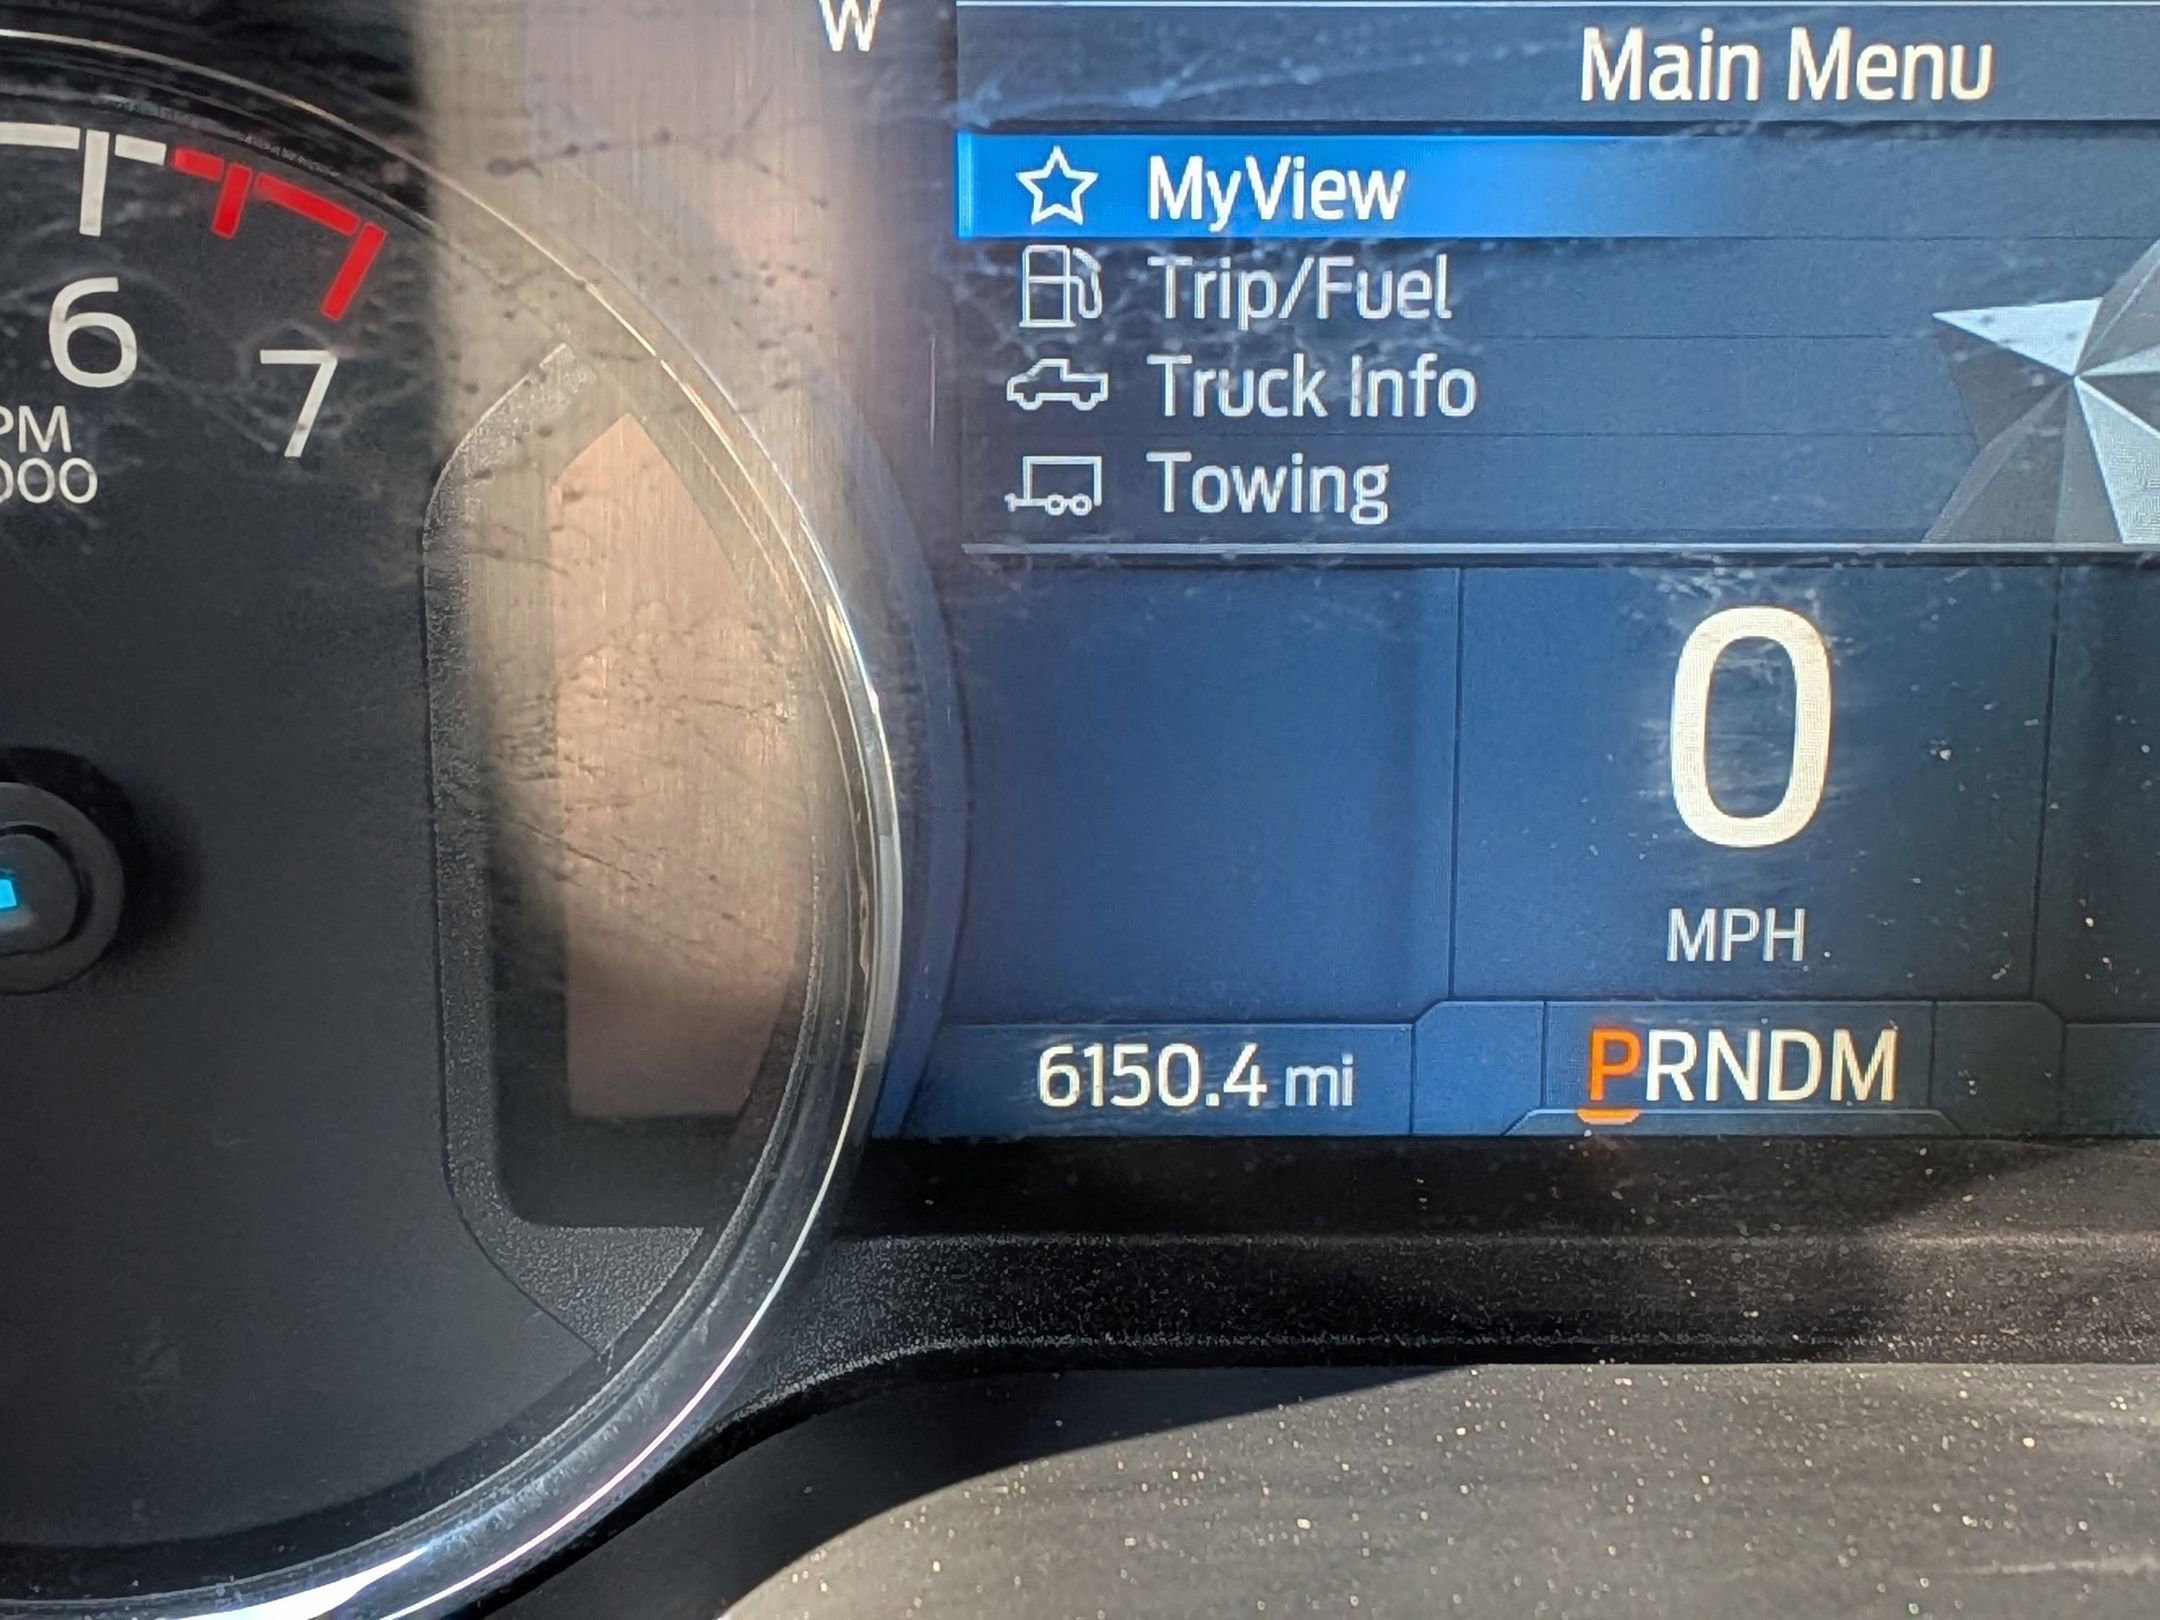 W
Main Menu
MyView
Trip/Fuel
Truck Info
Towing
6
7
PM
000
0
MPH
6150.4 mi
PRNDM